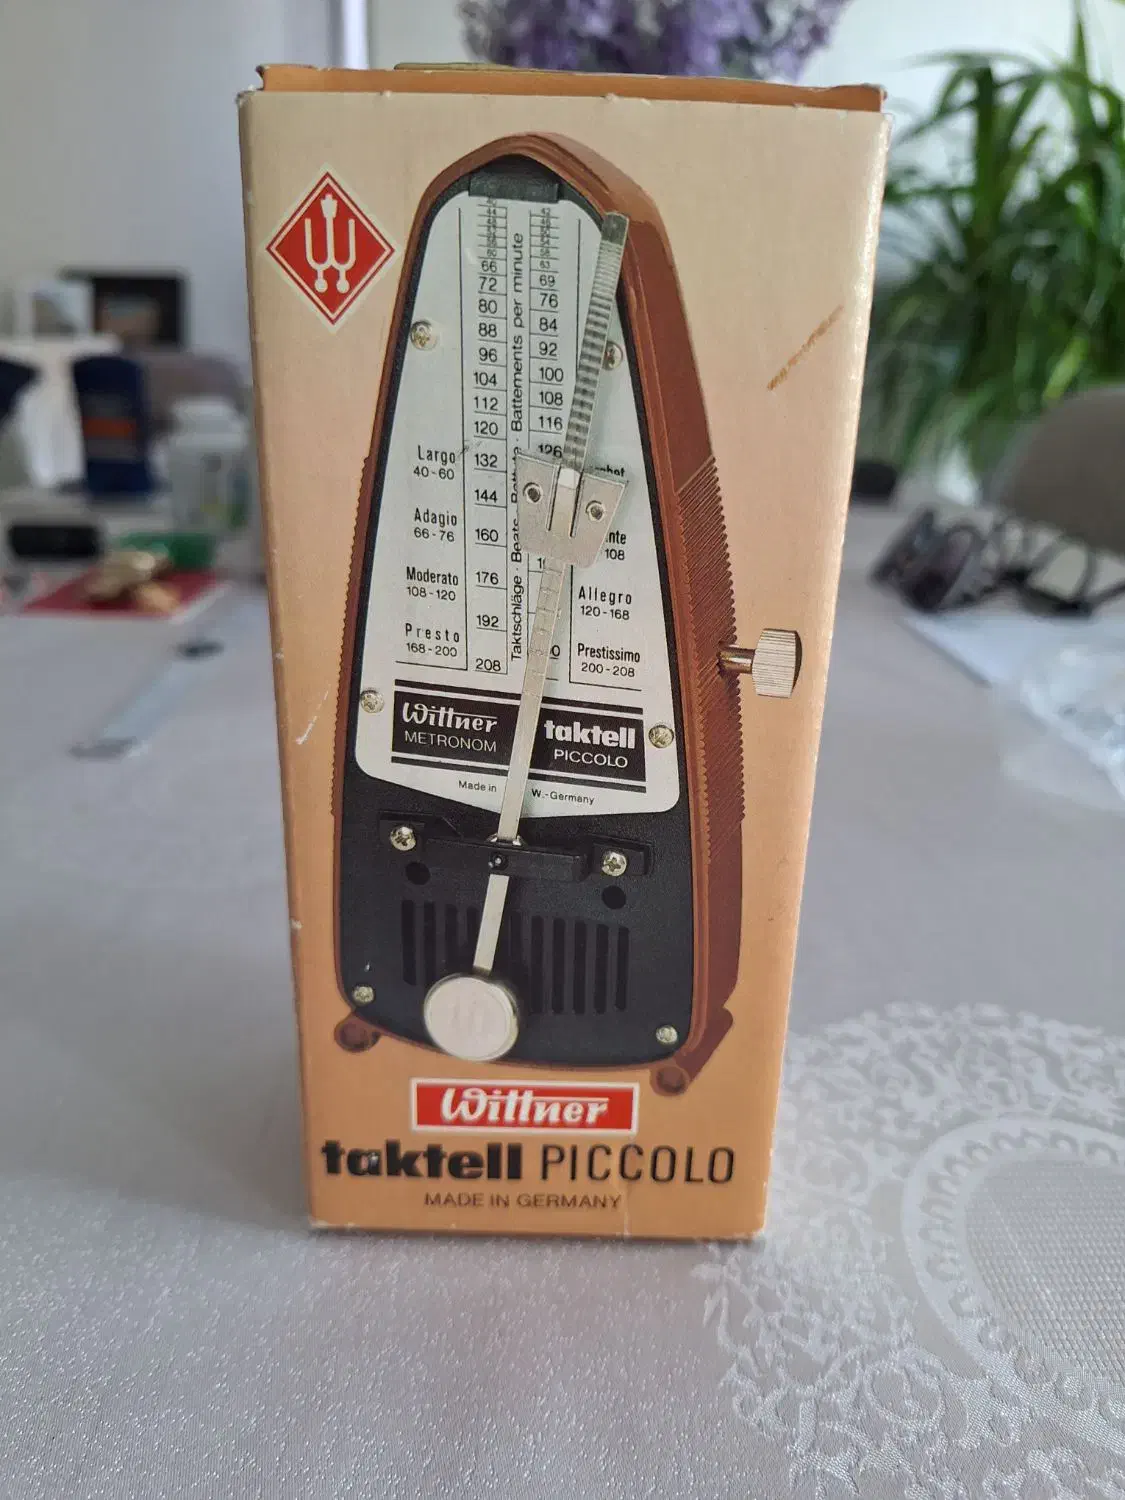 66
72
80
88
96
104
112
120
132
144
160
176
192
208
63
69
76
84
92
100
108
116
126
Taktschläge · Beats · Battements per minute
Largo
40-60
Adagio
66-76
Moderato
108-120
Presto
168-200
108
Allegro
120-168
Prestissimo
200-208
Wittner
METRONOM
taktell
PICCOLO
Made in W.-Germany
Wittner
taktell PICCOLO
MADE IN GERMANY